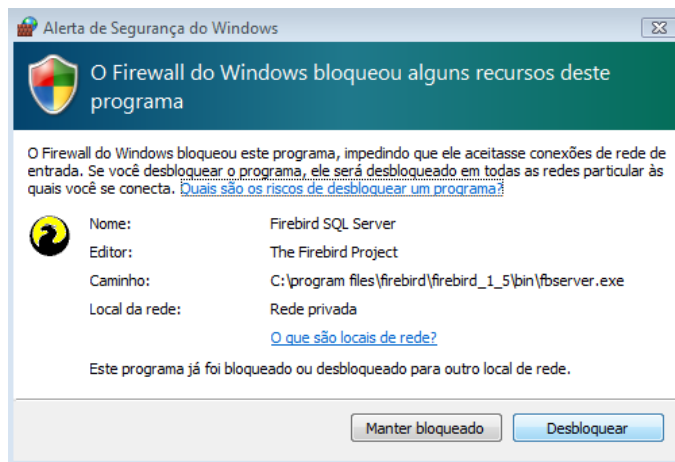 Alerta de Segurança do Windows
O Firewall do Windows bloqueou alguns recursos deste
programa
O Firewall do Windows bloqueou este programa, impedindo que ele aceitasse conexões de rede de
entrada. Se você desbloquear o programa, ele será desbloqueado em todas as redes particular às
quais você se conecta. Quais são os riscos de desbloquear um programa?
Nome: Firebird SQL Server
Editor: The Firebird Project
Caminho: C:\program files\firebird\firebird_1_5\bin\fbserver.exe
Local da rede: Rede privada
O que são locais de rede?
Este programa já foi bloqueado ou desbloqueado para outro local de rede.
Manter bloqueado Desbloquear